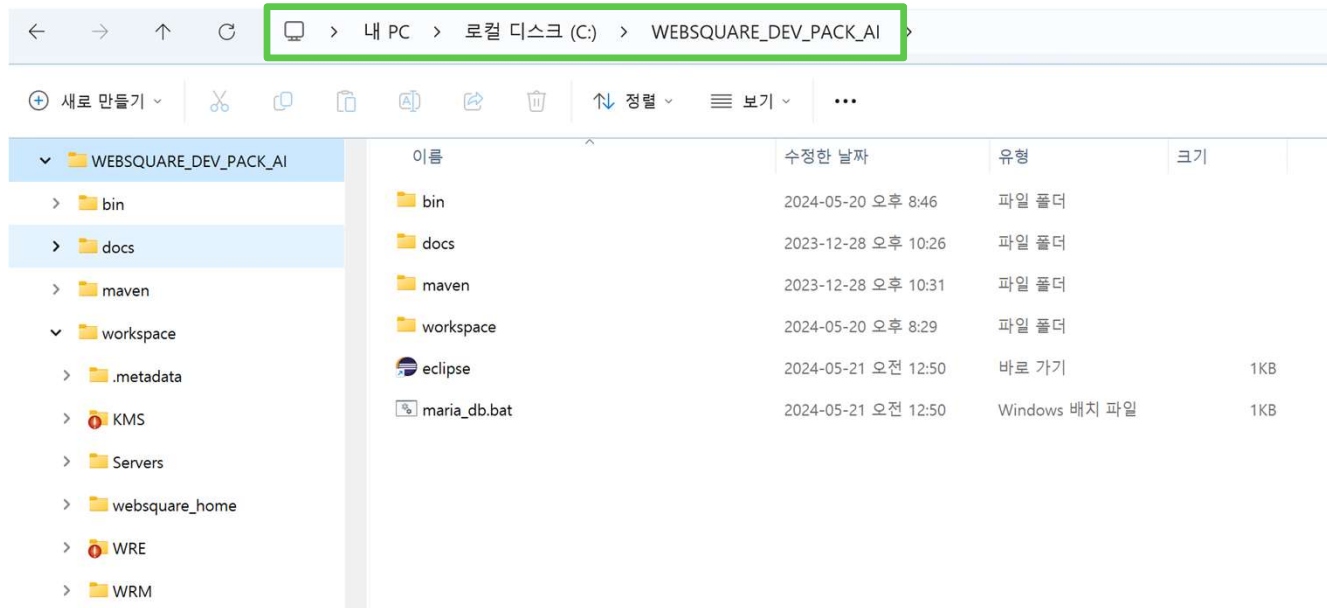 내 PC > 로컬 디스크 (C:) > WEBSQUARE_DEV_PACK_AI >
새로 만들기 정렬 보기 •••
WEBSQUARE_DEV_PACK_AI
bin
docs
maven
workspace
.metadata
KMS
Servers
websquare_home
WRE
WRM
이름 수정한 날짜 유형 크기
bin 2024-05-20 오후 8:46 파일 폴더
docs 2023-12-28 오후 10:26 파일 폴더
maven 2023-12-28 오후 10:31 파일 폴더
workspace 2024-05-20 오후 8:29 파일 폴더
eclipse 2024-05-21 오전 12:50 바로 가기 1KB
maria_db.bat 2024-05-21 오전 12:50 Windows 배치 파일 1KB